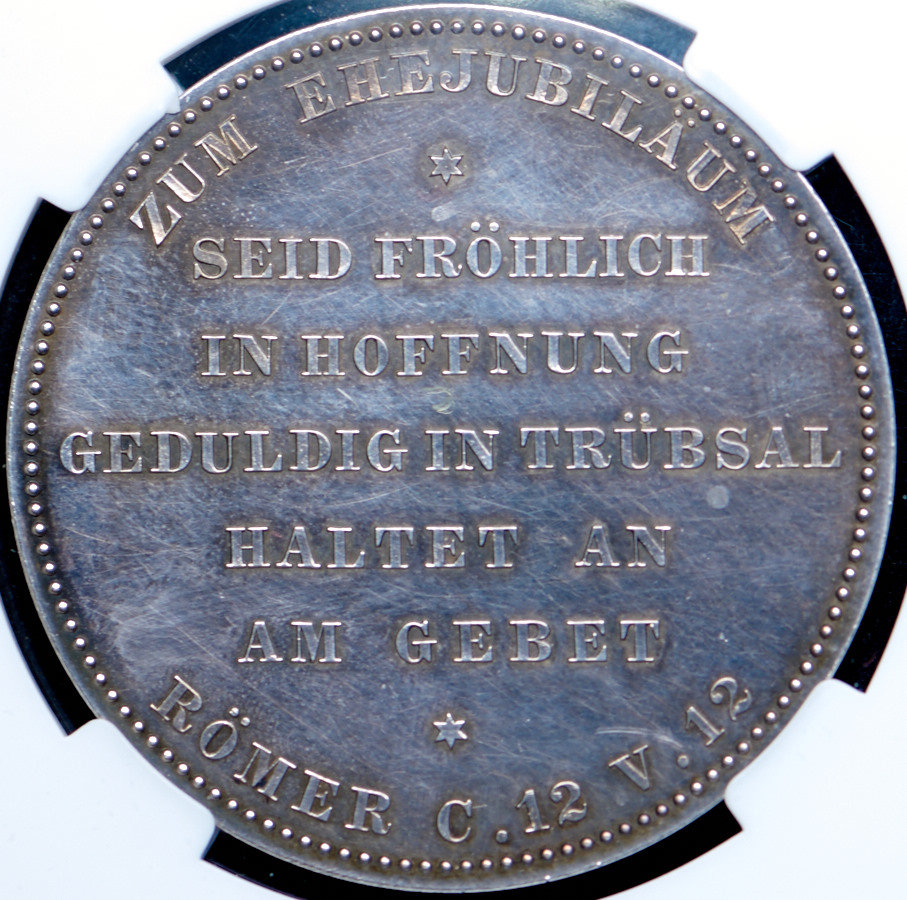 ZUM EHEJUBILÄUM
SEID FRÖHLICH
IN HOFFNUNG
GEDULDIG IN TRÜBSAL
HALTET AN
AM GEBET
RÖMER C. 12 V. 12